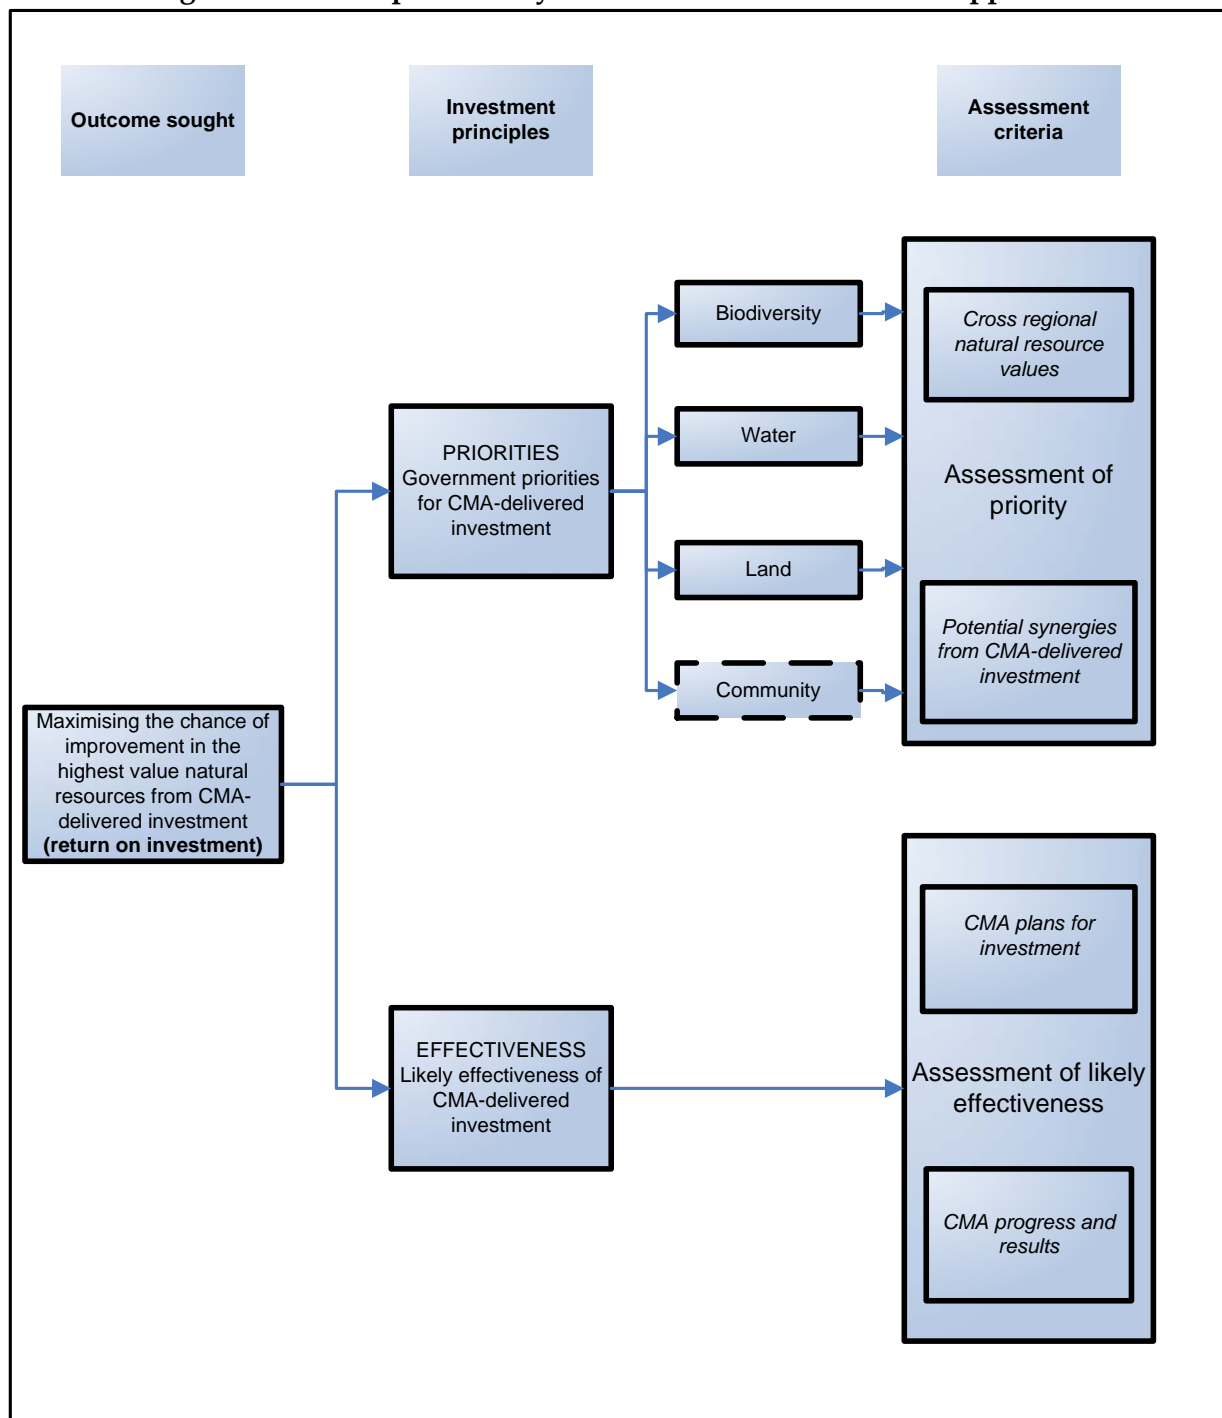 Outcome sought
Investment
principles
Assessment
criteria
Biodiversity
Cross regional
natural resource
values
PRIORITIES
Government priorities
for CMA-delivered
investment
Water
Assessment of
priority
Land
Potential synergies
from CMA-delivered
investment
Community
Maximising the chance of
improvement in the
highest value natural
resources from CMA-
delivered investment
(return on investment)
CMA plans for
investment
EFFECTIVENESS
Likely effectiveness of
CMA-delivered
investment
Assessment of likely
effectiveness
CMA progress and
results